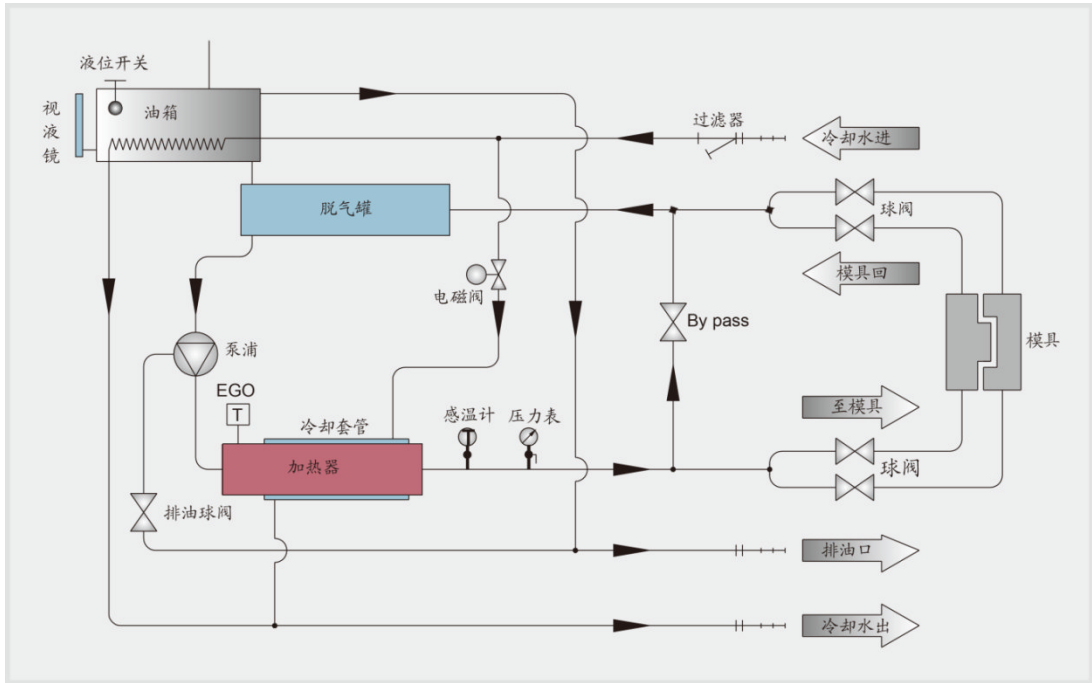 液位开关
视液镜
油箱
过滤器
冷却水进
脱气罐
球阀
模具回
电磁阀
By pass
模具
泵浦
EGO
T
冷却套管
感温计
压力表
至模具
加热器
球阀
排油球阀
排油口
冷却水出